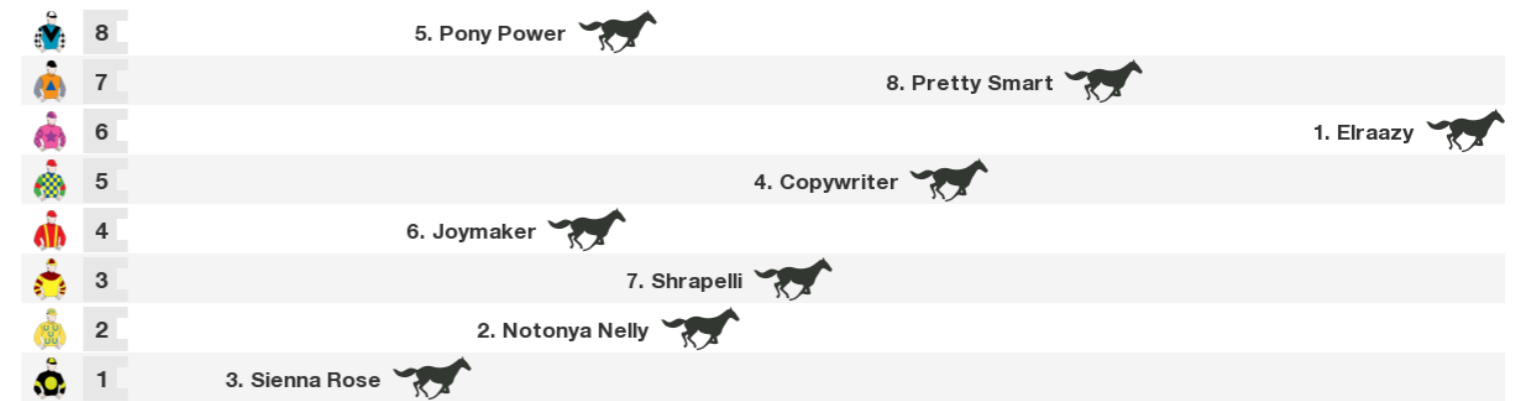 8 5. Pony Power
7 8. Pretty Smart
6 1. Elraazy
5 4. Copywriter
4 6. Joymaker
3 7. Shrapelli
2 2. Notonya Nelly
1 3. Sienna Rose